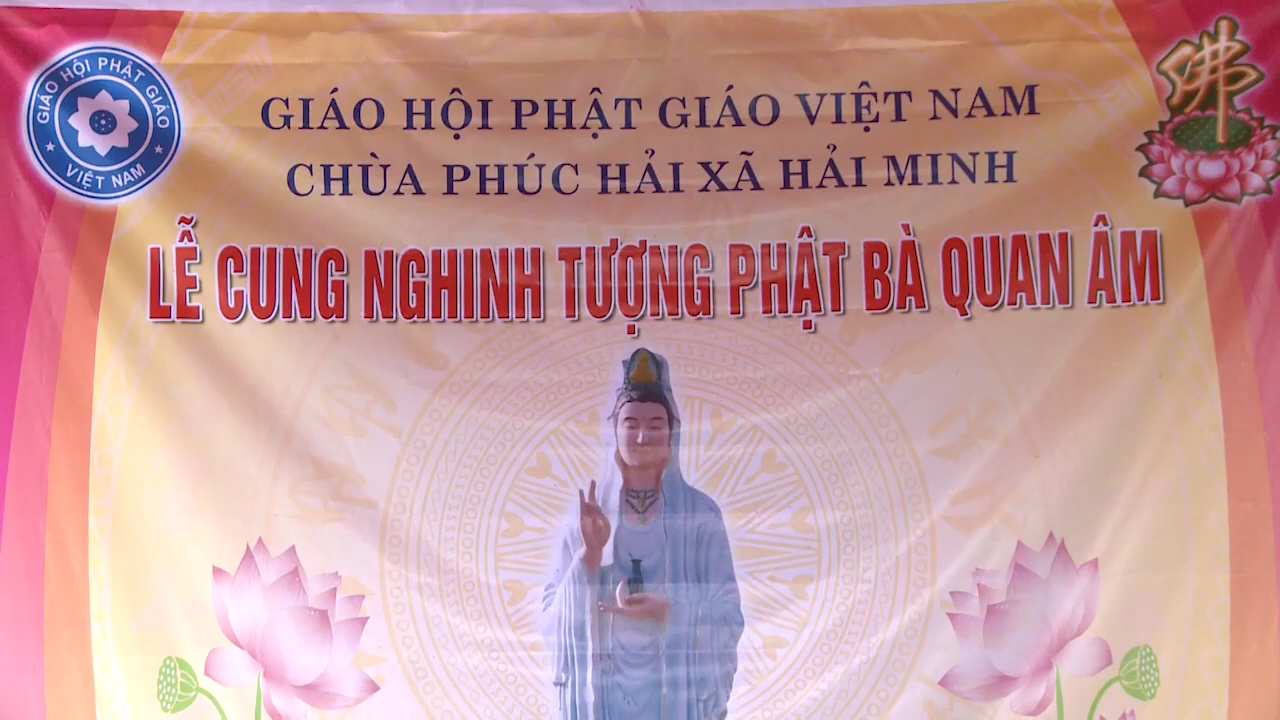 GIÁO HỘI PHẬT GIÁO
VIỆT NAM
佛
GIÁO HỘI PHẬT GIÁO VIỆT NAM
CHÙA PHÚC HẢI XÃ HẢI MINH
LỄ CUNG NGHINH TƯỢNG PHẬT BÀ QUAN ÂM